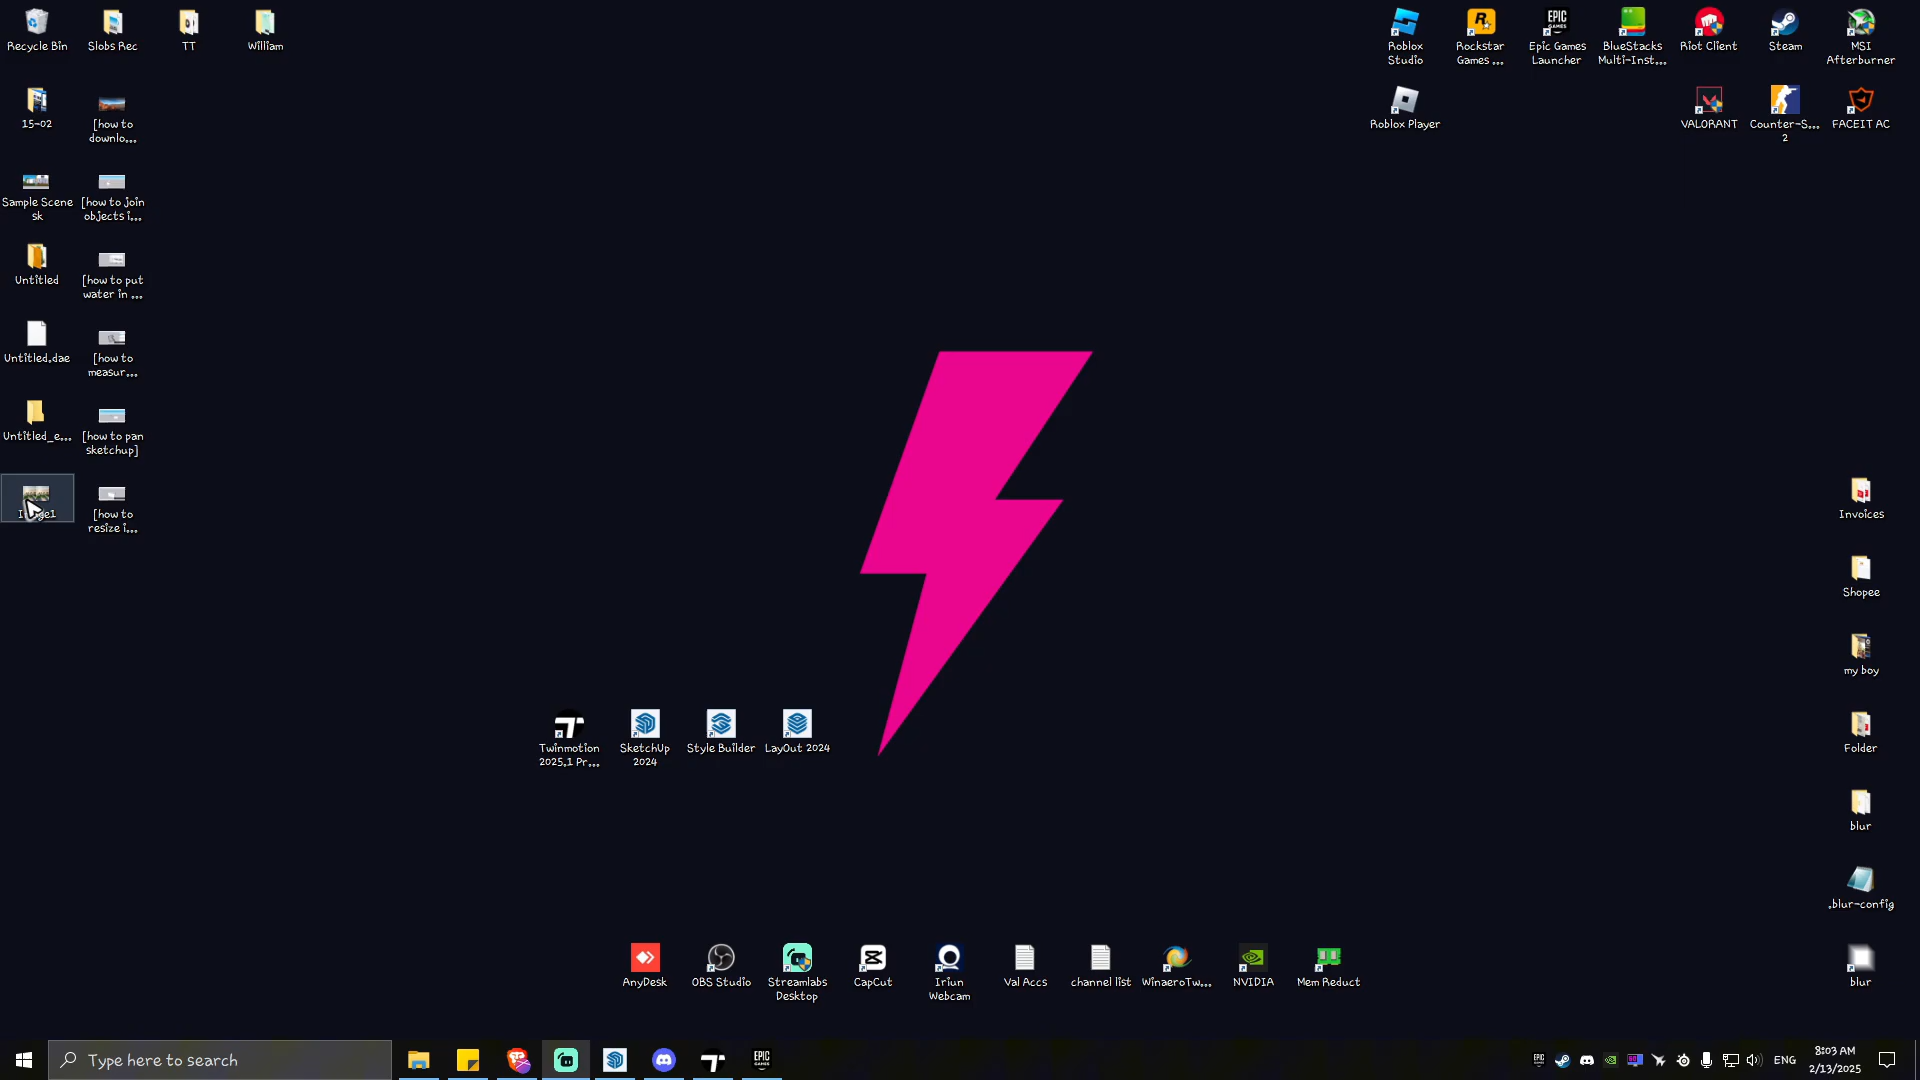 Recycle Bin
Slobs Rec
TT
William
Roblox
Studio
Rockstar
Games ...
Epic Games
Launcher
BlueStacks
Multi-Inst...
Riot Client
Steam
MSI
Afterburner
15-02
[how to
downlo...
Roblox Player
VALORANT
Counter-S...
2
FACEIT AC
Sample Scene
sk
[how to join
objects i...
Untitled
[how to put
water in ...
Untitled.dae
[how to
measur...
Untitled_e...
[how to pan
sketchup]
[how to
resize i...
Invoices
Shopee
my boy
Folder
Twinmotion
2025.1 Pr...
SketchUp
2024
Style Builder
LayOut 2024
blur
.blur-config
AnyDesk
OBS Studio
Streamlabs
Desktop
CapCut
Iriun
Webcam
Val Accs
channel list
WinaeroTw...
NVIDIA
Mem Reduct
blur
Type here to search
ENG
8:03 AM
2/13/2025